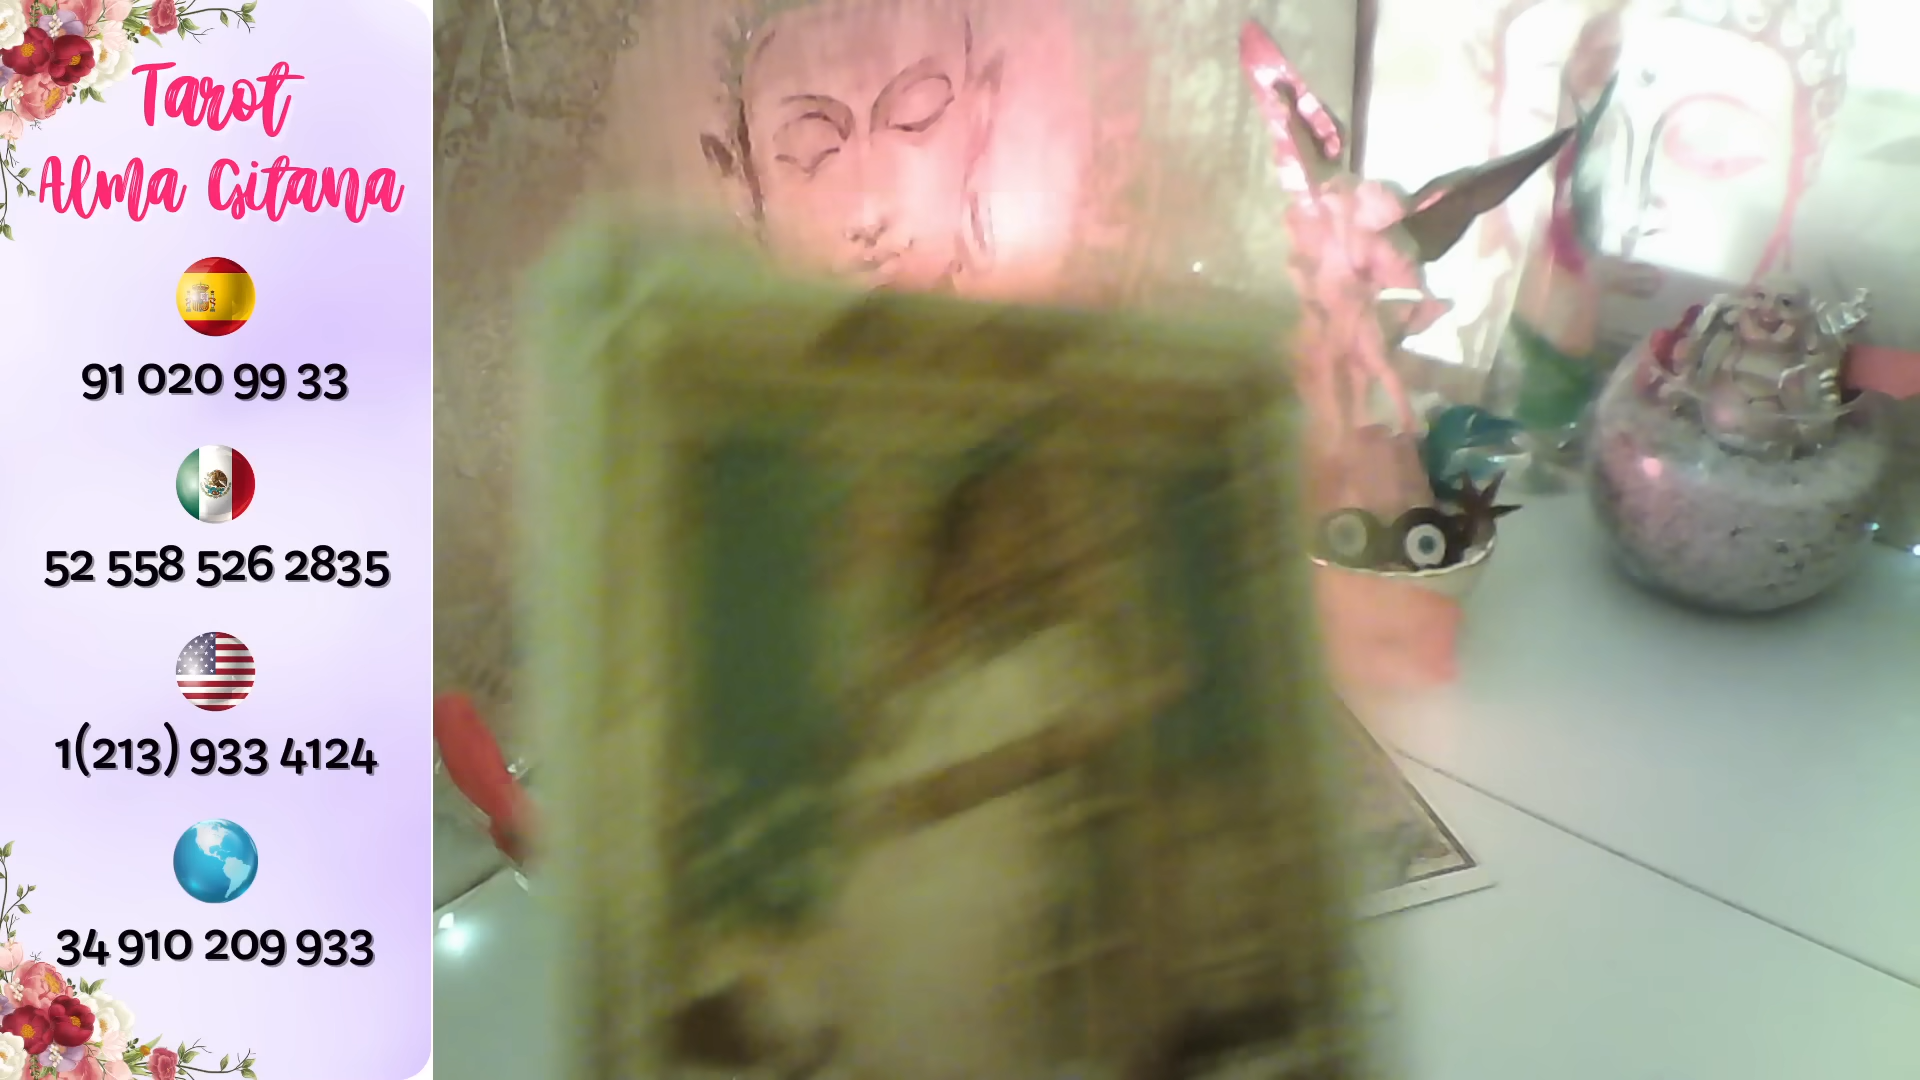 Tarot
Alma Gitana
91 020 99 33
52 558 526 2835
1(213) 933 4124
34 910 209 933